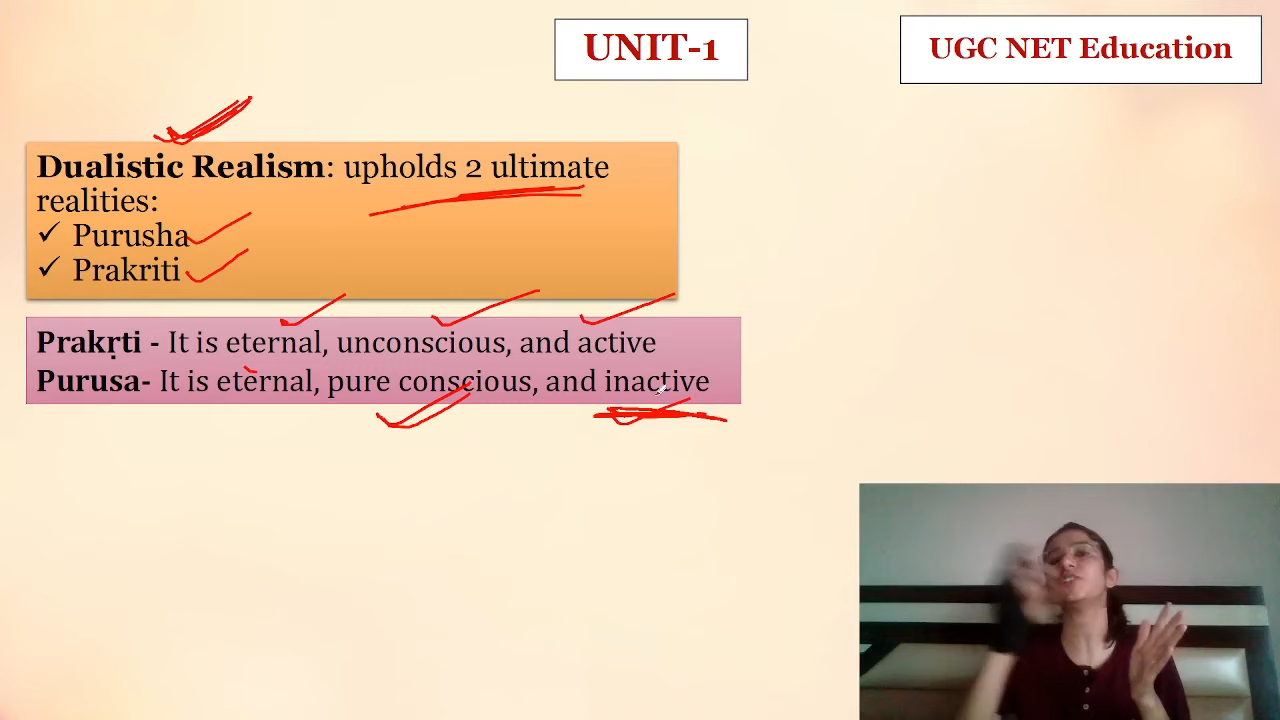 UNIT-1
UGC NET Education
Dualistic Realism: upholds 2 ultimate
realities:
✓ Purusha
✓ Prakriti
Prakṛti - It is eternal, unconscious, and active
Purusa- It is eternal, pure conscious, and inactive